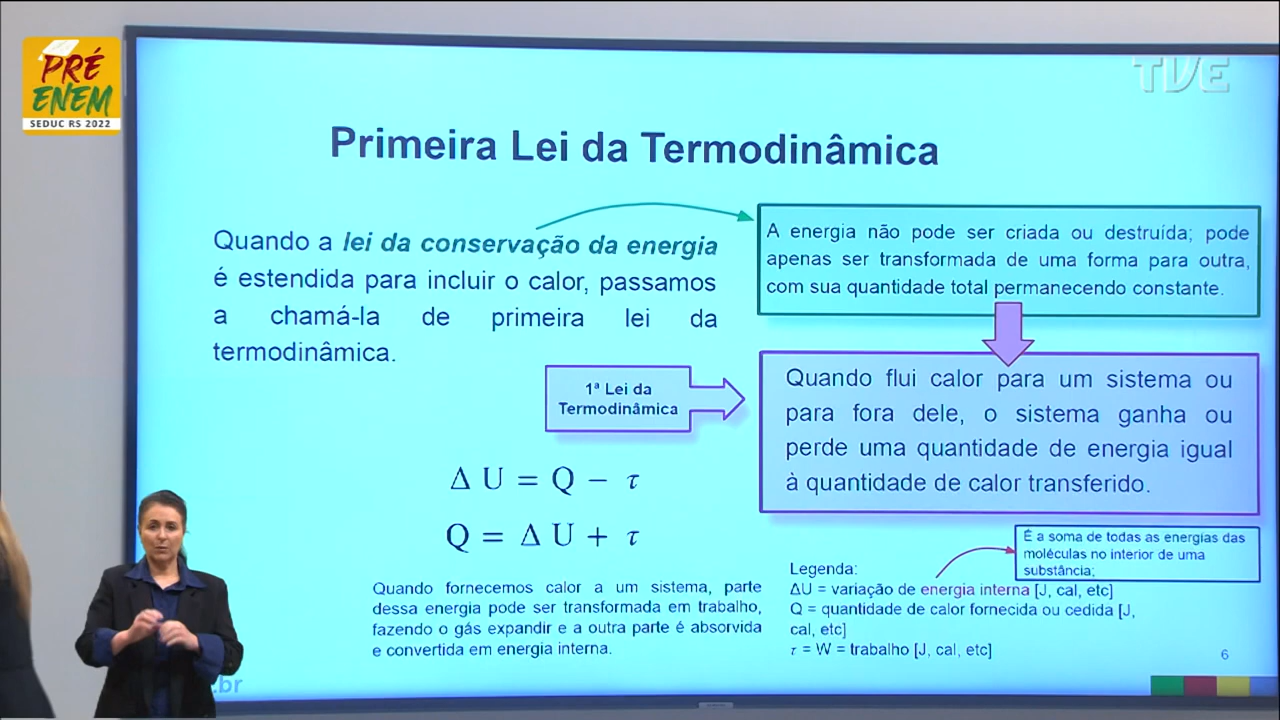 PRÉ
ENEM
SEDUC RS 2022
TVE
Primeira Lei da Termodinâmica
Quando a lei da conservação da energia
é estendida para incluir o calor, passamos
a chamá-la de primeira lei da
termodinâmica.
A energia não pode ser criada ou destruída; pode
apenas ser transformada de uma forma para outra,
com sua quantidade total permanecendo constante.
1ª Lei da
Termodinâmica
Quando flui calor para um sistema ou
para fora dele, o sistema ganha ou
perde uma quantidade de energia igual
à quantidade de calor transferido.
Δ U = Q − τ
Q = Δ U + τ
Quando fornecemos calor a um sistema, parte
dessa energia pode ser transformada em trabalho,
fazendo o gás expandir e a outra parte é absorvida
e convertida em energia interna.
É a soma de todas as energias das
moléculas no interior de uma
substância;
Legenda:
ΔU = variação de energia interna [J, cal, etc]
Q = quantidade de calor fornecida ou cedida [J,
cal, etc]
τ = W = trabalho [J, cal, etc]
6
.br